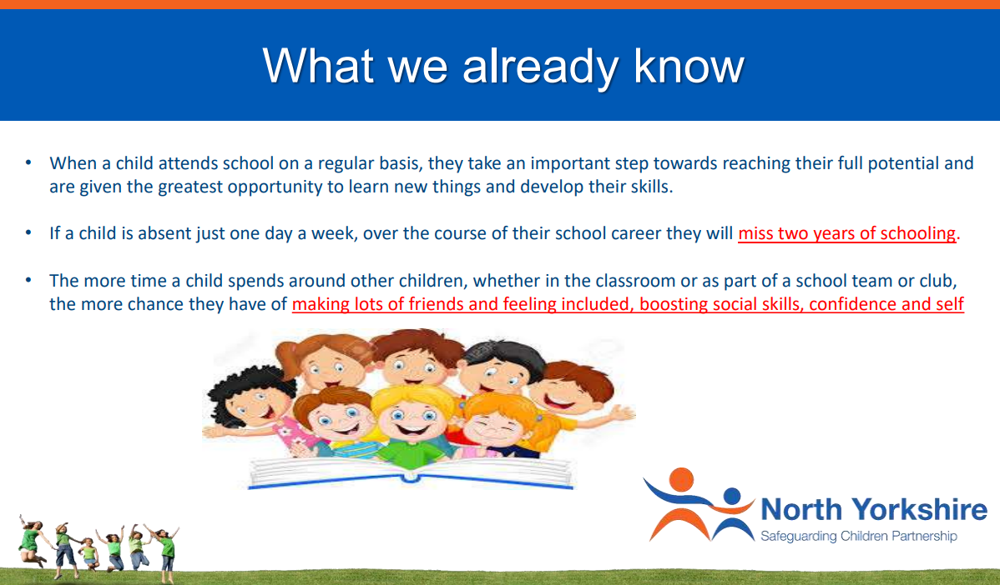 What we already know
• When a child attends school on a regular basis, they take an important step towards reaching their full potential and
are given the greatest opportunity to learn new things and develop their skills.
• If a child is absent just one day a week, over the course of their school career they will miss two years of schooling.
• The more time a child spends around other children, whether in the classroom or as part of a school team or club,
the more chance they have of making lots of friends and feeling included, boosting social skills, confidence and self
North Yorkshire
Safeguarding Children Partnership